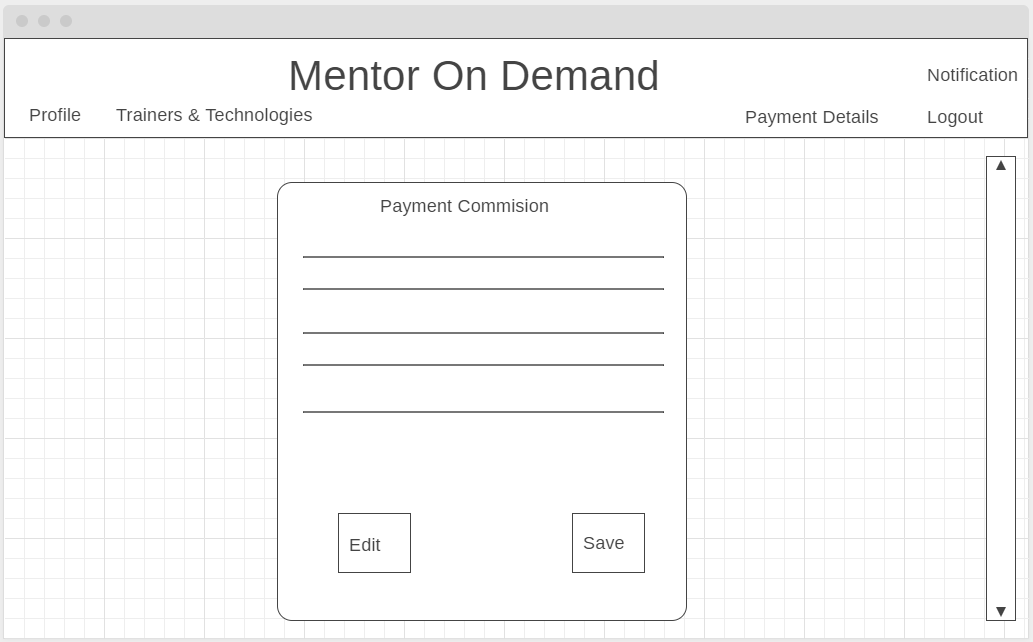 Mentor On Demand
Notification
Profile
Trainers & Technologies
Payment Details
Logout
Payment Commision
Edit
Save